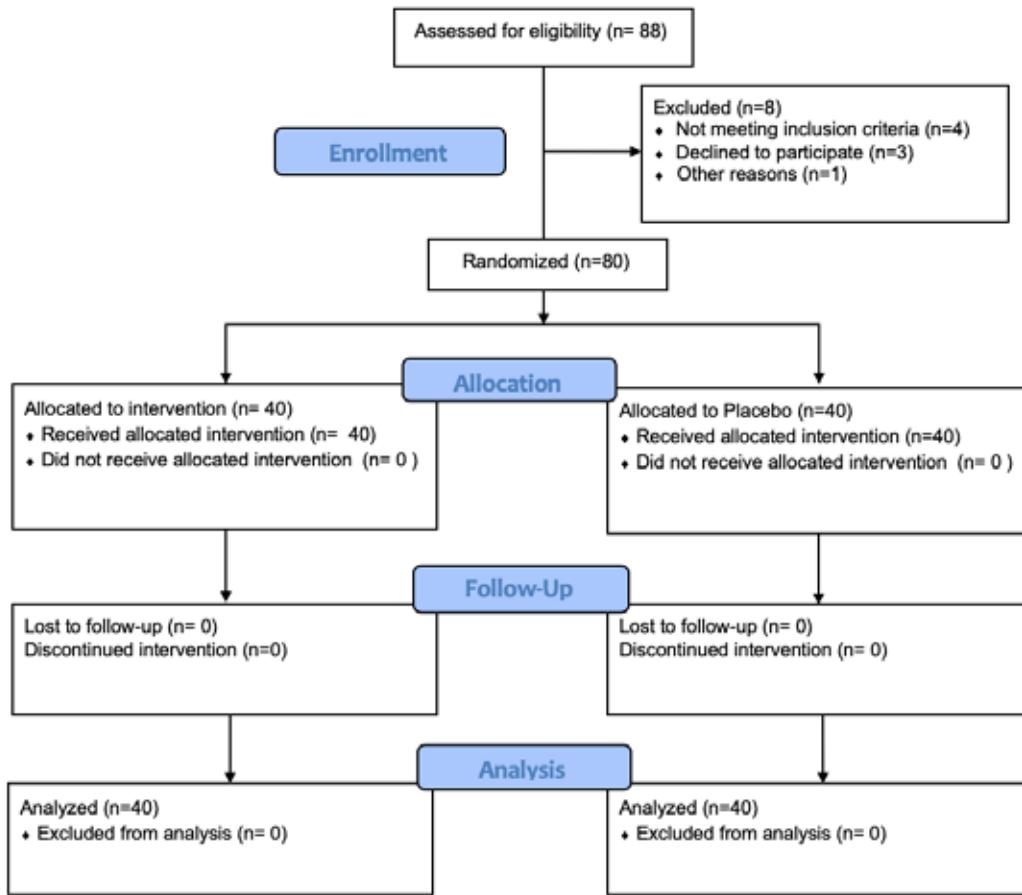 Assessed for eligibility (n= 88)
Excluded (n=8)
♦ Not meeting inclusion criteria (n=4)
♦ Declined to participate (n=3)
♦ Other reasons (n=1)
Enrollment
Randomized (n=80)
Allocation
Allocated to intervention (n= 40)
♦ Received allocated intervention (n= 40)
♦ Did not receive allocated intervention (n= 0 )
Allocated to Placebo (n=40)
♦ Received allocated intervention (n=40)
♦ Did not receive allocated intervention (n= 0 )
Follow-Up
Lost to follow-up (n= 0)
Discontinued intervention (n=0)
Lost to follow-up (n= 0)
Discontinued intervention (n= 0)
Analysis
Analyzed (n=40)
♦ Excluded from analysis (n= 0)
Analyzed (n=40)
♦ Excluded from analysis (n= 0)